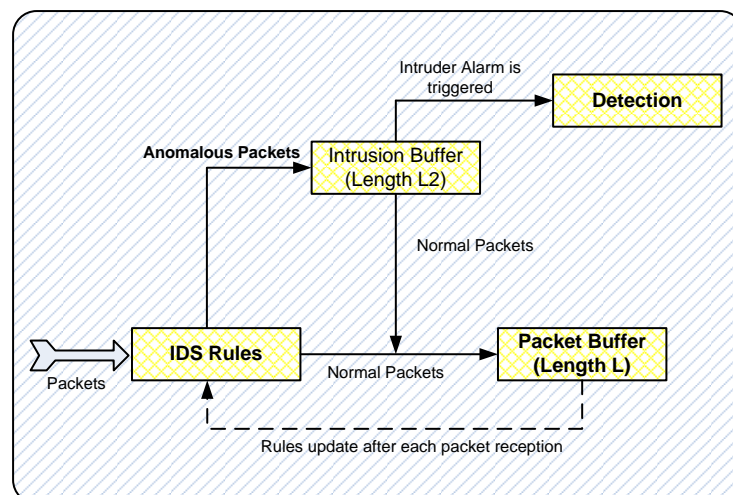 Intruder Alarm is
triggered
Detection
Anomalous Packets
Intrusion Buffer
(Length L2)
Normal Packets
Packets
IDS Rules
Normal Packets
Packet Buffer
(Length L)
Rules update after each packet reception